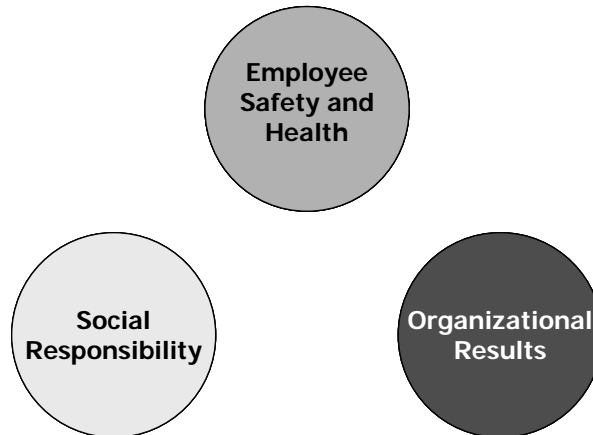 Employee
Safety and
Health
Social
Responsibility
Organizational
Results